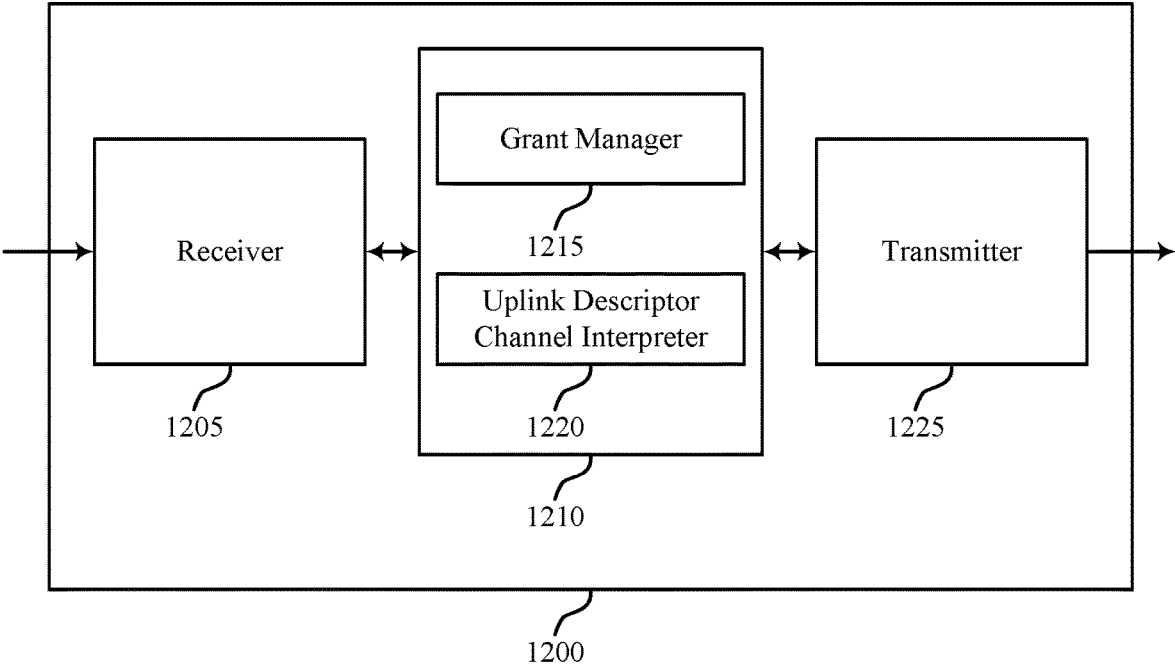 Grant Manager
1215
Receiver
1205
Uplink Descriptor
Channel Interpreter
1220
1210
Transmitter
1225
1200